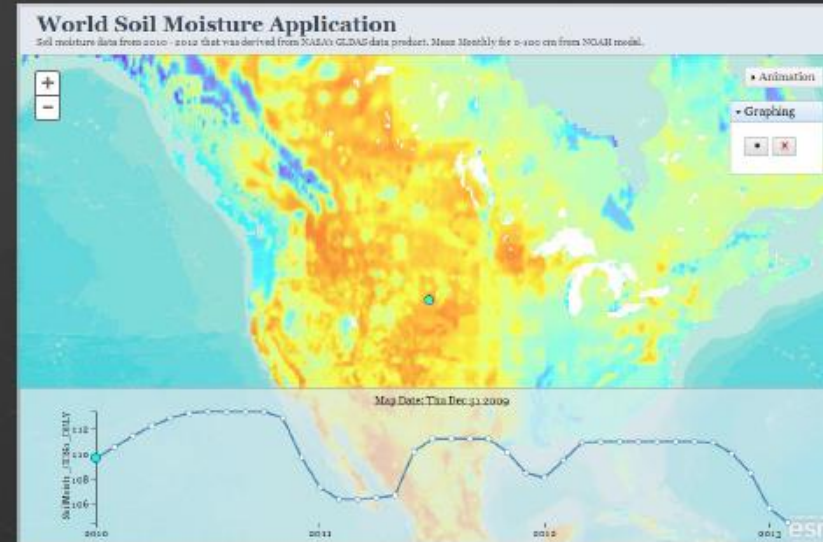 World Soil Moisture Application
Soil moisture data from 2010 - 2012 that was derived from NASA's GLDAS data product. Mean Monthly for 0-100 cm from NOAH model.
+
−
Animation
Graphing
Map Date: Thu Dec 31 2009
112
110
108
106
2010
2011
2012
2013
esri